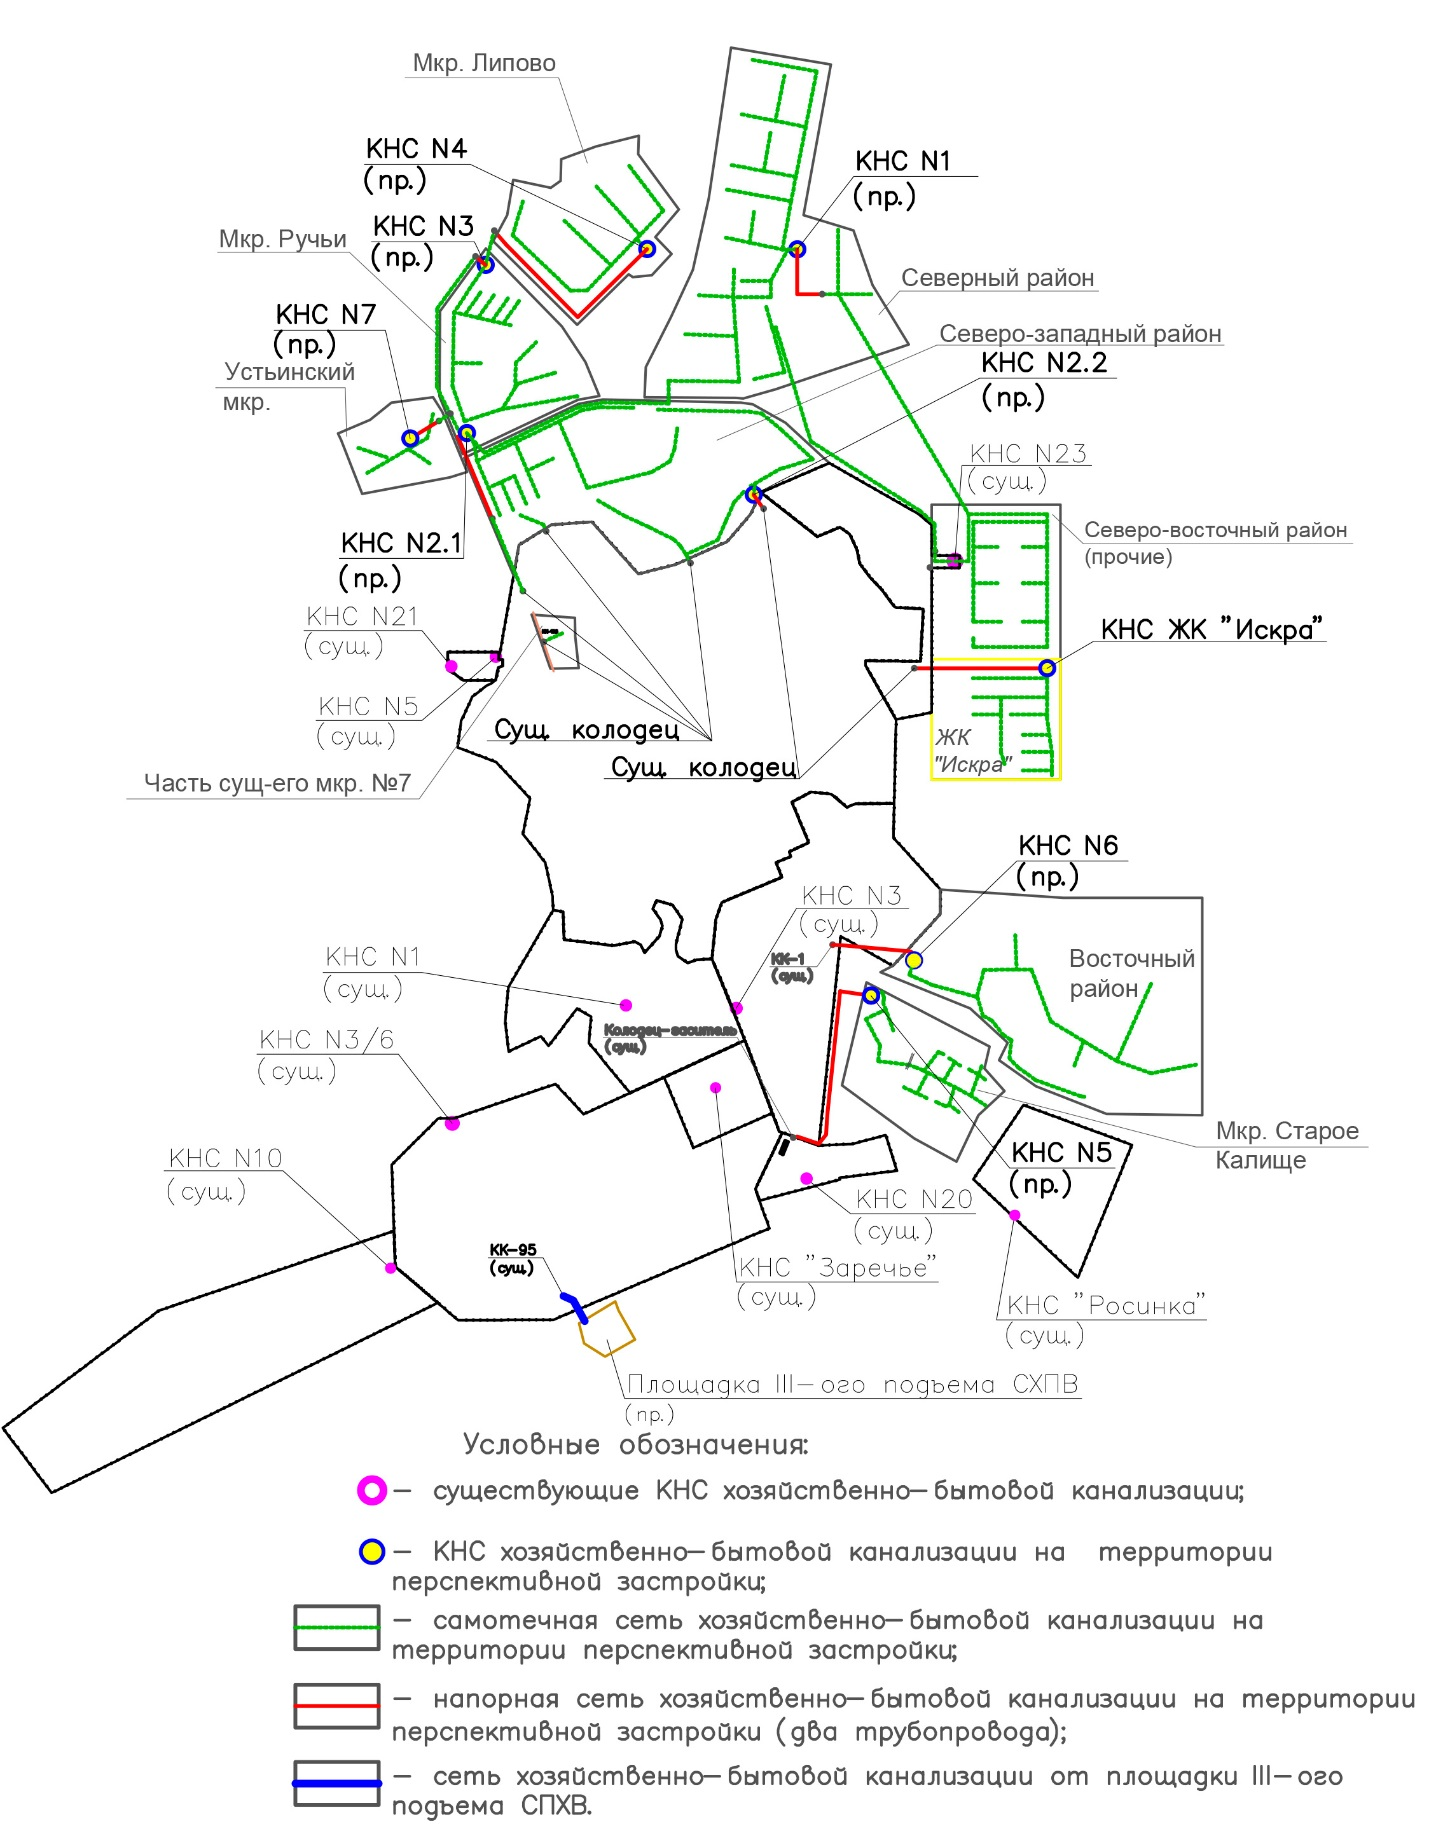 Мкр. Липово
КНС N4
(пр.)
КНС N1
(пр.)
КНС N3
(пр.)
Мкр. Ручьи
Северный район
КНС N7
(пр.)
Северо-западный район
КНС N2.2
(пр.)
Устьинский
мкр.
КНС N23
(сущ.)
Северо-восточный район
(прочие)
КНС N2.1
(пр.)
КНС N21
(сущ.)
КНС ЖК "Искра"
КНС N5
(сущ.)
Сущ. колодец
Сущ. колодец
ЖК
"Искра"
Часть сущ-его мкр. №7
КНС N6
(пр.)
КНС N3
(сущ.)
КНС N1
(сущ.)
КК-1
(сущ.)
Восточный
район
Колодец-гаситель
(сущ.)
КНС N3/6
(сущ.)
Мкр. Старое
Калище
КНС N5
(пр.)
КНС N10
(сущ.)
КНС N20
(сущ.)
КК-95
(сущ.)
КНС "Заречье"
(сущ.)
КНС "Росинка"
(сущ.)
Площадка III-ого подъема СХПВ
(пр.)
Условные обозначения:
— существующие КНС хозяйственно-бытовой канализации;
— КНС хозяйственно-бытовой канализации на территории
перспективной застройки;
— самотечная сеть хозяйственно-бытовой канализации на
территории перспективной застройки;
— напорная сеть хозяйственно-бытовой канализации на территории
перспективной застройки (два трубопровода);
— сеть хозяйственно-бытовой канализации от площадки III-ого
подъема СПХВ.